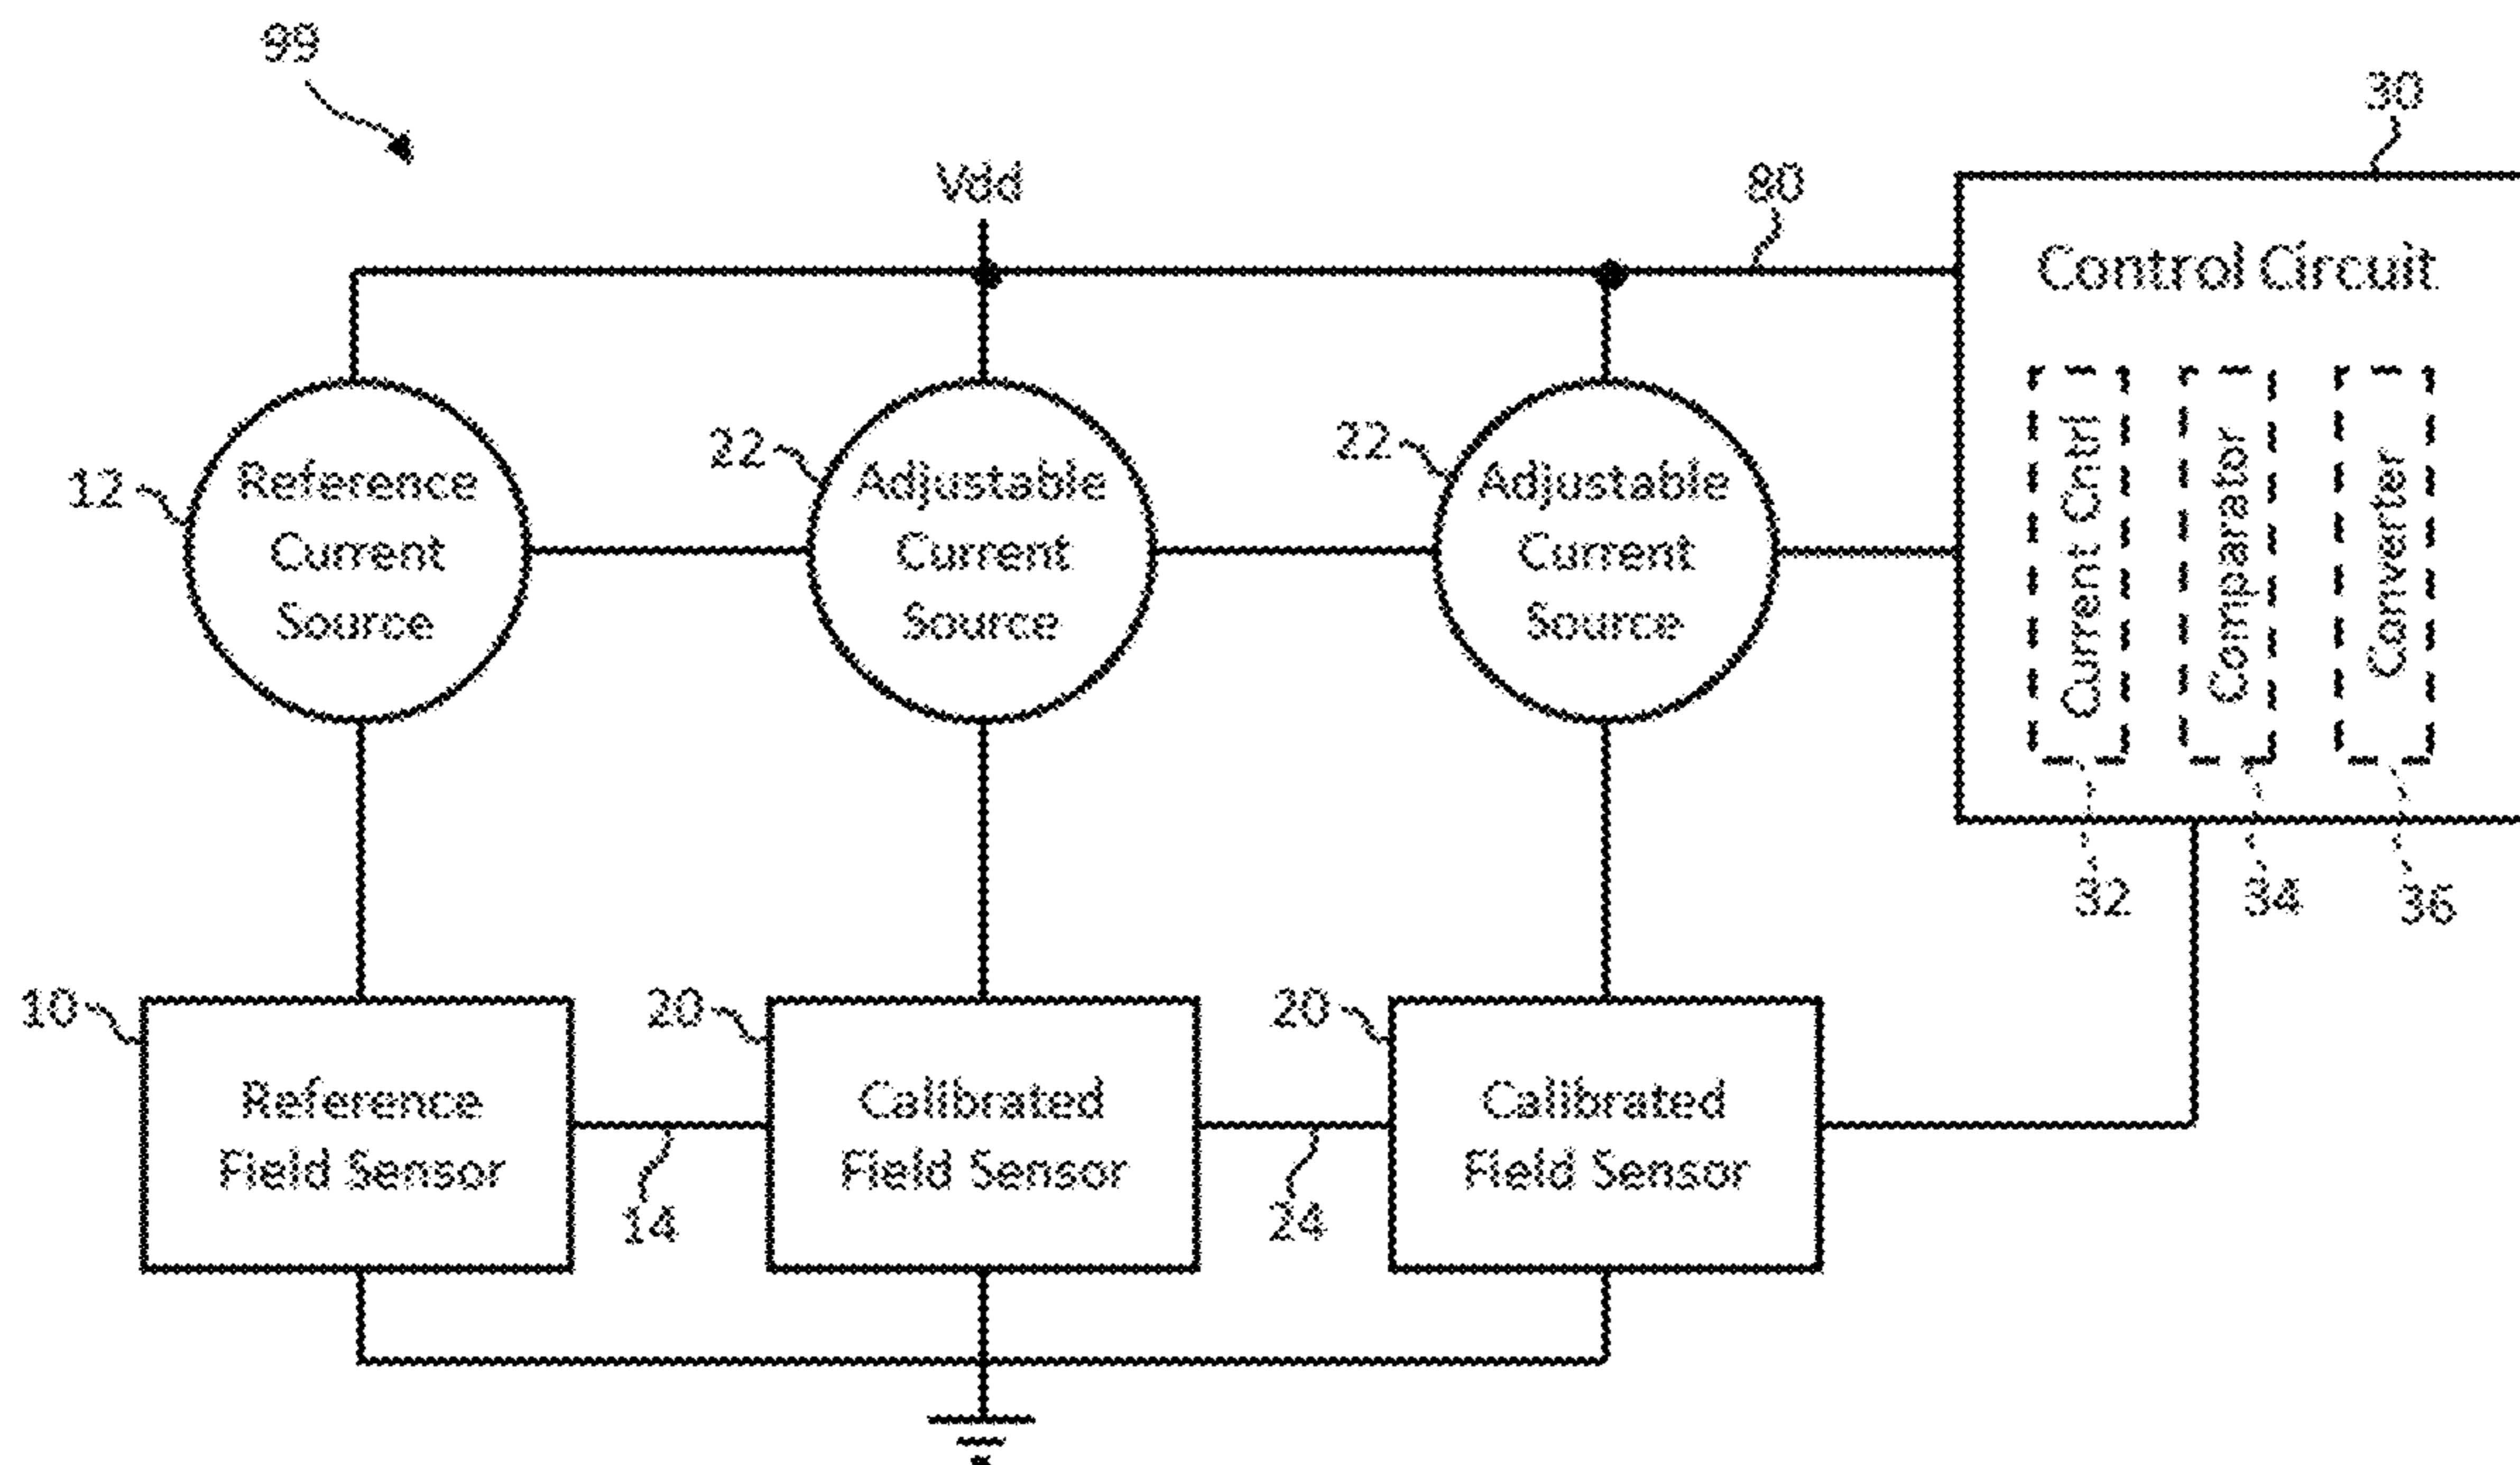 99
30
Vdd
80
Control Circuit
12
Reference
Current
Source
22
Adjustable
Current
Source
22
Adjustable
Current
Source
Current Cntrl
Comparator
Converter
32
34
36
10
Reference
Field Sensor
20
Calibrated
Field Sensor
20
Calibrated
Field Sensor
14
24